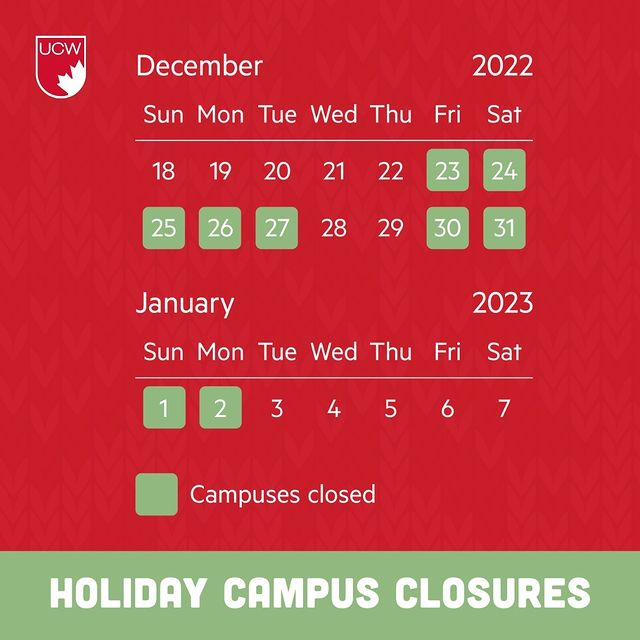 UCW
December 2022
Sun Mon Tue Wed Thu Fri Sat
18 19 20 21 22 23 24
25 26 27 28 29 30 31
January 2023
Sun Mon Tue Wed Thu Fri Sat
1 2 3 4 5 6 7
Campuses closed
HOLIDAY CAMPUS CLOSURES